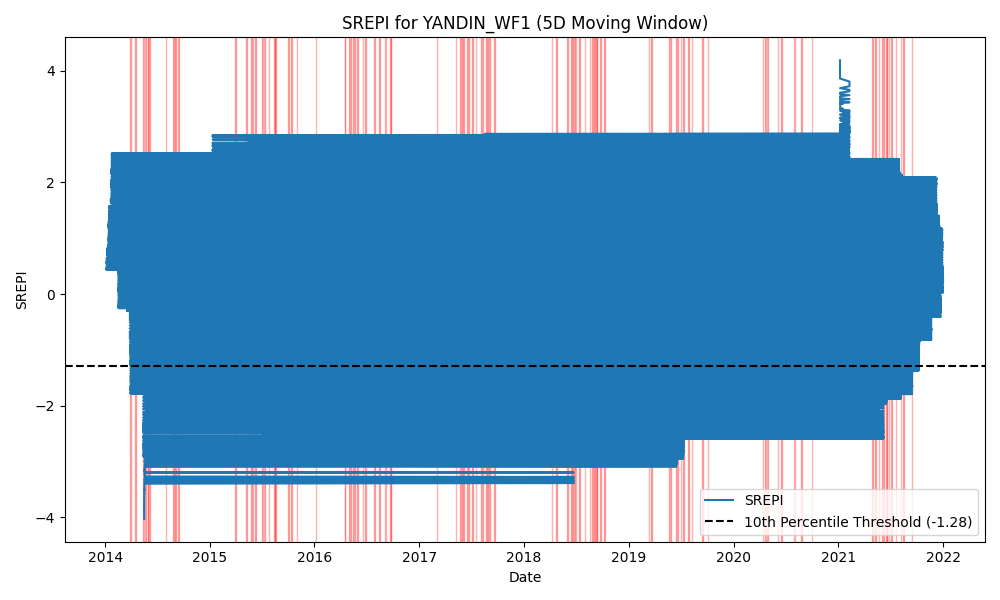 SREPI for YANDIN_WF1 (5D Moving Window)
SREPI
4
2
0
−2
−4
SREPI
10th Percentile Threshold (-1.28)
2014 2015 2016 2017 2018 2019 2020 2021 2022
Date